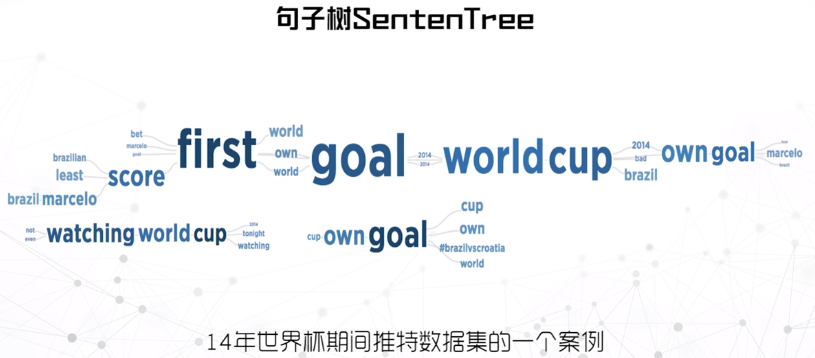 句子树SentenTree
bet
marcelo
goal
brazilian
least
brazil marcelo
score
first
world
own
world
goal
2014
2014
world cup
2014
bad
brazil
own goal
marcelo
not
even
watching world cup
2014
tonight
watching
cup own goal
cup
own
#brazilvscroatia
world
14年世界杯期间推特数据集的一个案例